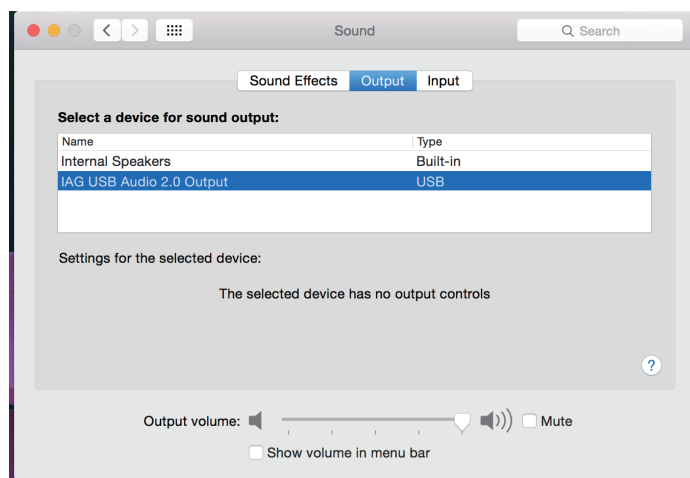 Sound
Search
Sound Effects Output Input
Select a device for sound output:
Name Type
Internal Speakers Built-in
IAG USB Audio 2.0 Output USB
Settings for the selected device:
The selected device has no output controls
?
Output volume: Mute
Show volume in menu bar